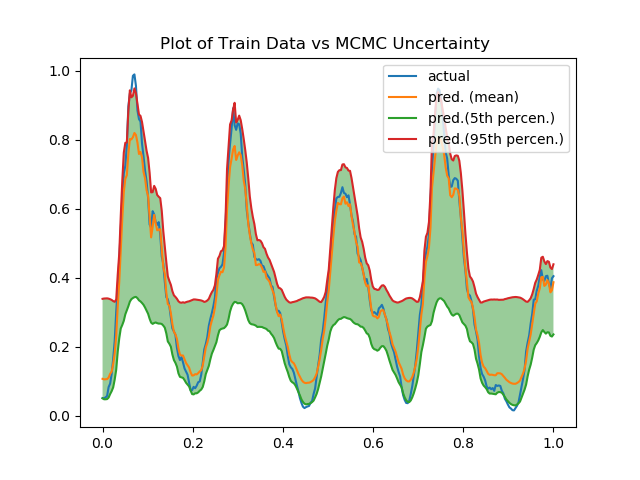 Plot of Train Data vs MCMC Uncertainty
actual
pred. (mean)
pred.(5th percen.)
pred.(95th percen.)
1.0
0.8
0.6
0.4
0.2
0.0
0.0 0.2 0.4 0.6 0.8 1.0